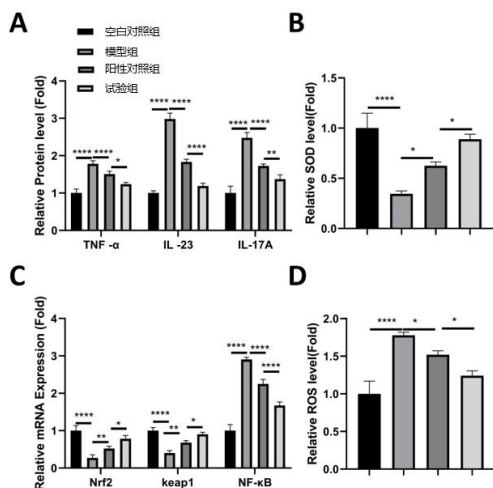 A
空白对照组
模型组
阳性对照组
试验组
Relative Protein level (Fold)
4
3
2
1
0
**** **** *
**** **** ****
**** **** **
TNF -α IL -23 IL-17A
B
Relative SOD level(Fold)
1.5
1.0
0.5
0.0
**** * *
C
Relative mRNA Expression (Fold)
4
3
2
1
0
**** ** *
**** ** *
**** **** ****
Nrf2 keap1 NF-κB
D
Relative ROS level(Fold)
2.0
1.5
1.0
0.5
0.0
**** * *